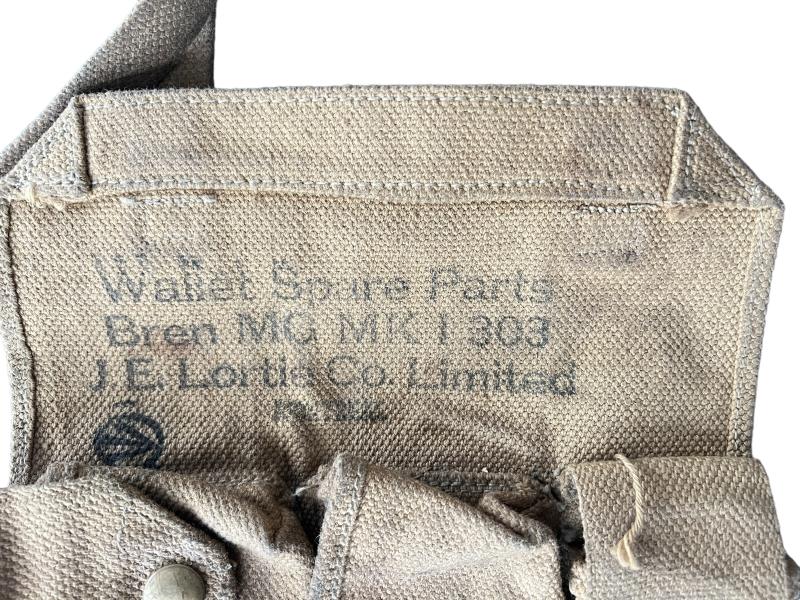 Wallet Spare Parts
Bren MG MK I 303
J.E. Lortie Co. Limited